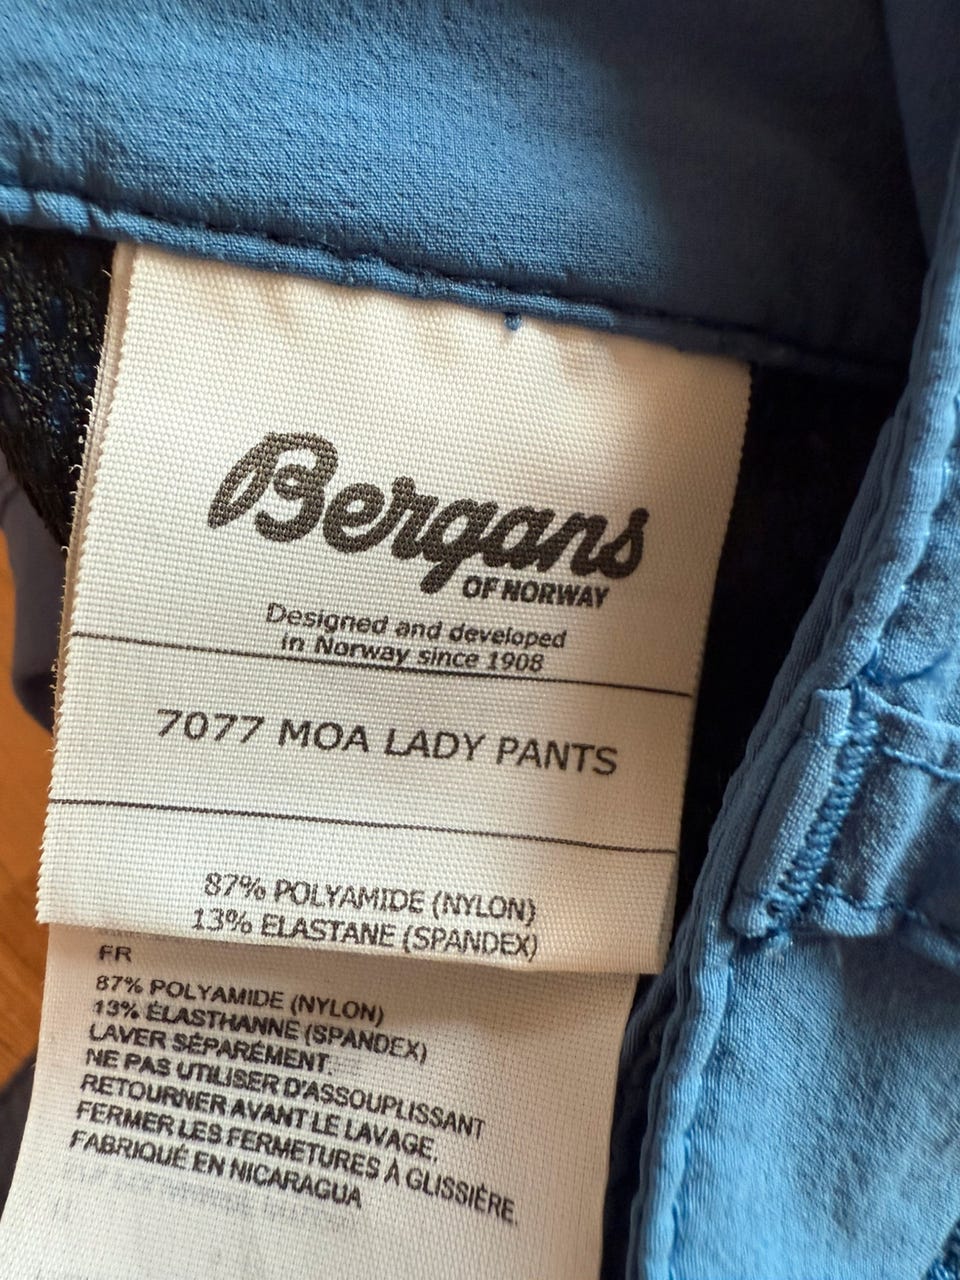 Bergans
OF NORWAY
Designed and developed
in Norway since 1908
7077 MOA LADY PANTS
87% POLYAMIDE (NYLON)
13% ELASTANE (SPANDEX)
FR
87% POLYAMIDE (NYLON)
13% ÉLASTHANNE (SPANDEX)
LAVER SÉPARÉMENT.
NE PAS UTILISER D'ASSOUPLISSANT
RETOURNER AVANT LE LAVAGE,
FERMER LES FERMETURES À GLISSIÈRE.
FABRIQUÉ EN NICARAGUA